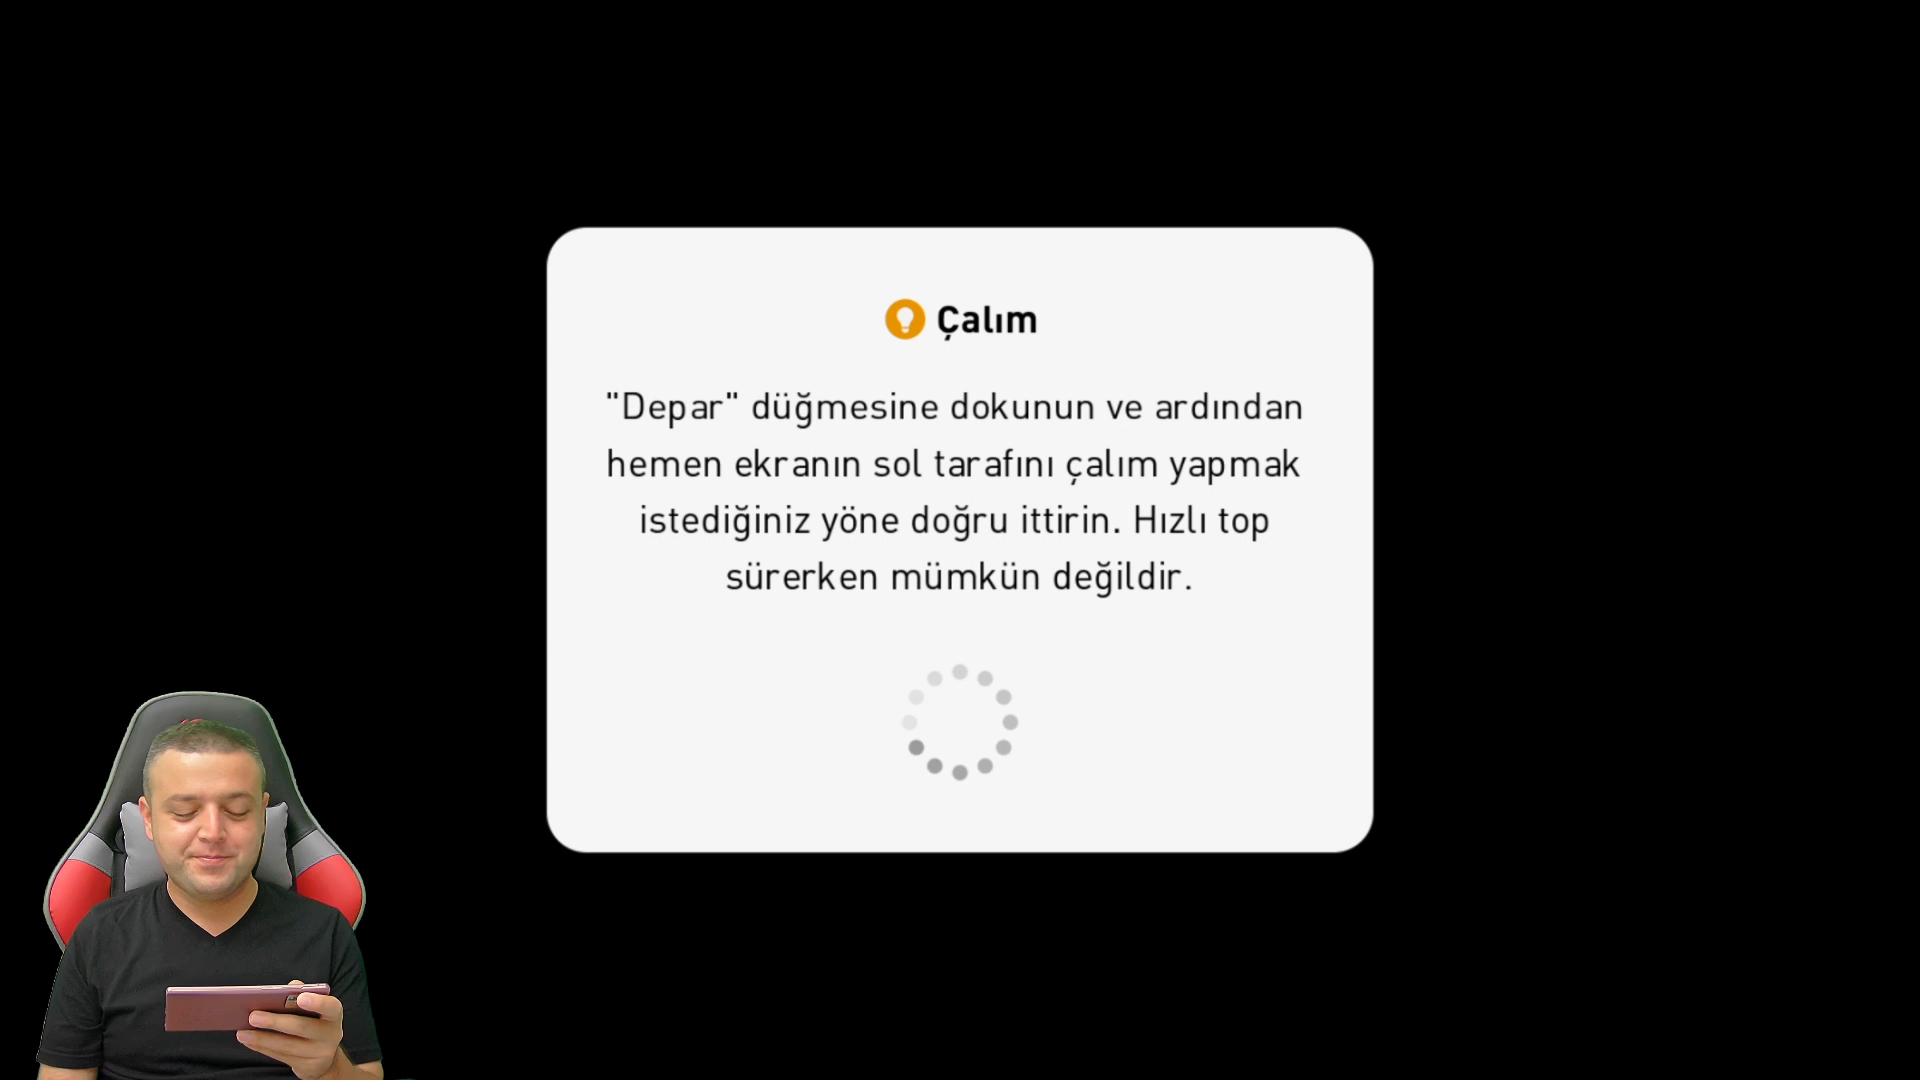 Çalım
"Depar" düğmesine dokunun ve ardından
hemen ekranın sol tarafını çalım yapmak
istediğiniz yöne doğru ittirin. Hızlı top
sürerken mümkün değildir.